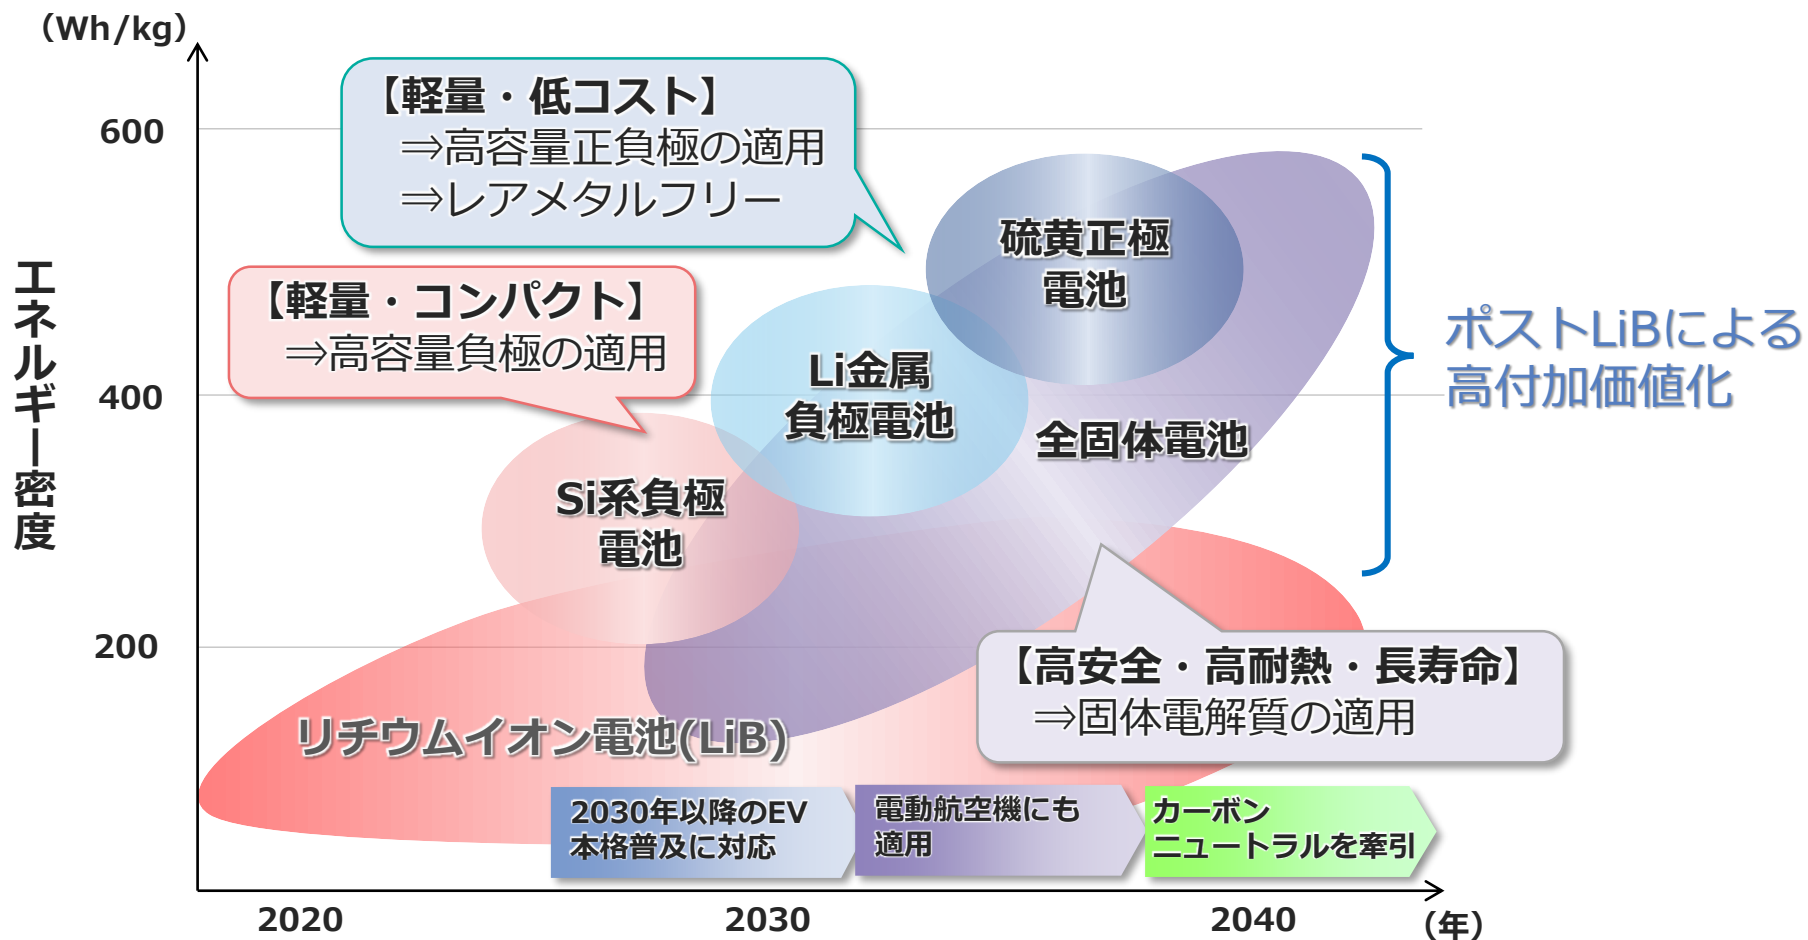 （Wh/kg）
600
400
200
エネルギー密度
【軽量・低コスト】
⇒高容量正負極の適用
⇒レアメタルフリー
【軽量・コンパクト】
⇒高容量負極の適用
硫黄正極
電池
Li金属
負極電池
全固体電池
Si系負極
電池
ポストLiBによる
高付加価値化
【高安全・高耐熱・長寿命】
⇒固体電解質の適用
リチウムイオン電池(LiB)
2030年以降のEV
本格普及に対応
電動航空機にも
適用
カーボン
ニュートラルを牽引
2020
2030
2040
（年）